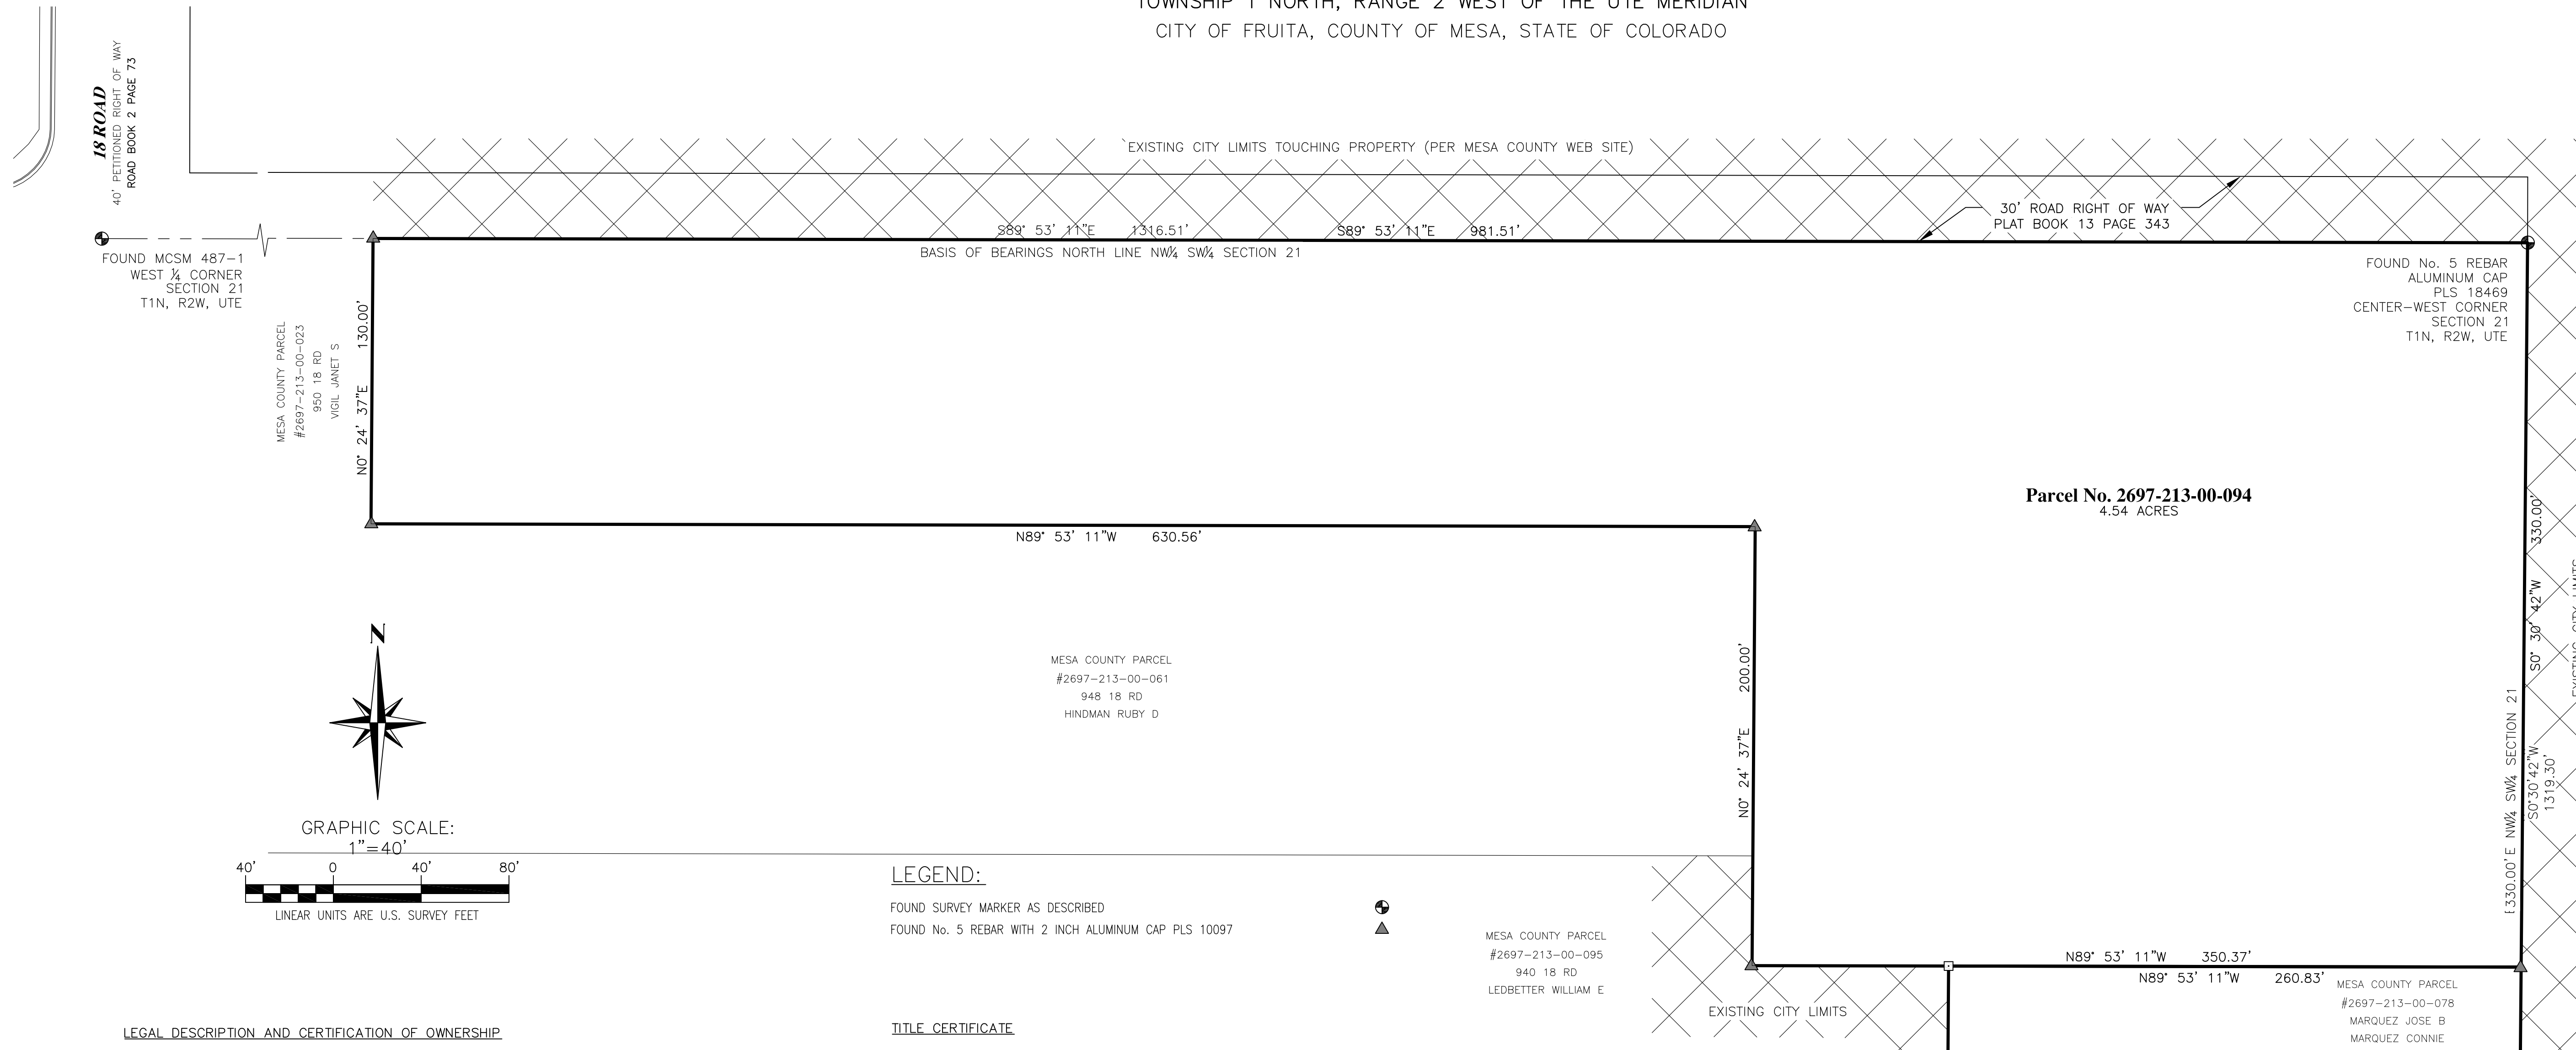 TOWNSHIP 1 NORTH, RANGE 2 WEST OF THE UTE MERIDIAN
CITY OF FRUITA, COUNTY OF MESA, STATE OF COLORADO
18 ROAD
40' PETITIONED RIGHT OF WAY
ROAD BOOK 2 PAGE 73
EXISTING CITY LIMITS TOUCHING PROPERTY (PER MESA COUNTY WEB SITE)
30' ROAD RIGHT OF WAY
PLAT BOOK 13 PAGE 343
S89° 53' 11"E 1316.51'
S89° 53' 11"E 981.51'
BASIS OF BEARINGS NORTH LINE NW¼ SW¼ SECTION 21
FOUND MCSM 487-1
WEST ¼ CORNER
SECTION 21
T1N, R2W, UTE
FOUND No. 5 REBAR
ALUMINUM CAP
PLS 18469
CENTER-WEST CORNER
SECTION 21
T1N, R2W, UTE
MESA COUNTY PARCEL
#2697-213-00-023
950 18 RD
VIGIL JANET S
N0° 24' 37"E 130.00'
Parcel No. 2697-213-00-094
4.54 ACRES
N89° 53' 11"W 630.56'
S0° 30' 42"W 330.00'
EXISTING CITY LIMITS
MESA COUNTY PARCEL
#2697-213-00-061
948 18 RD
HINDMAN RUBY D
N0° 24' 37"E 200.00'
330.00' E NW¼ SW¼ SECTION 21
S0°30'42"W
1319.30'
N
GRAPHIC SCALE:
1"=40'
40' 0 40' 80'
LINEAR UNITS ARE U.S. SURVEY FEET
LEGEND:
FOUND SURVEY MARKER AS DESCRIBED
FOUND No. 5 REBAR WITH 2 INCH ALUMINUM CAP PLS 10097
MESA COUNTY PARCEL
#2697-213-00-095
940 18 RD
LEDBETTER WILLIAM E
N89° 53' 11"W 350.37'
N89° 53' 11"W 260.83'
EXISTING CITY LIMITS
MESA COUNTY PARCEL
#2697-213-00-078
MARQUEZ JOSE B
MARQUEZ CONNIE
LEGAL DESCRIPTION AND CERTIFICATION OF OWNERSHIP
TITLE CERTIFICATE